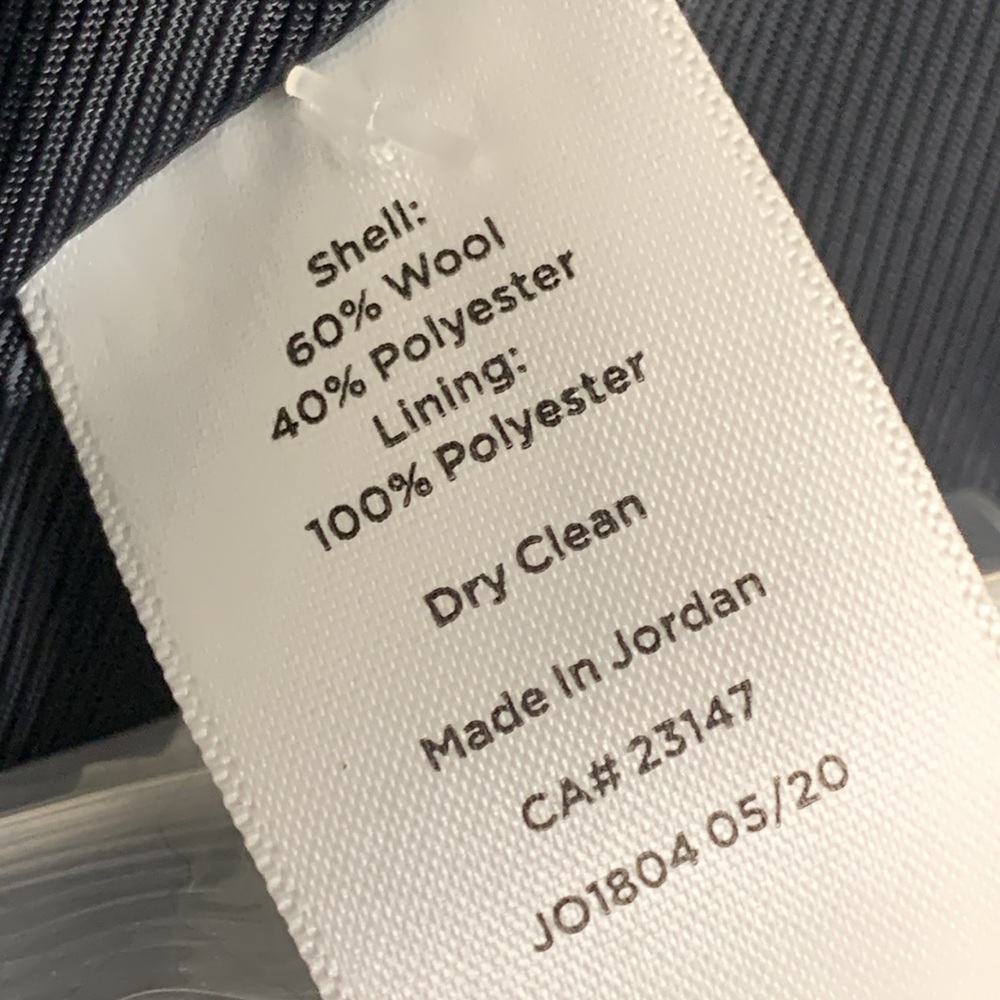 Shell:
60% Wool
40% Polyester
Lining:
100% Polyester
Dry Clean
Made In Jordan
CA# 23147
JO1804 05/20